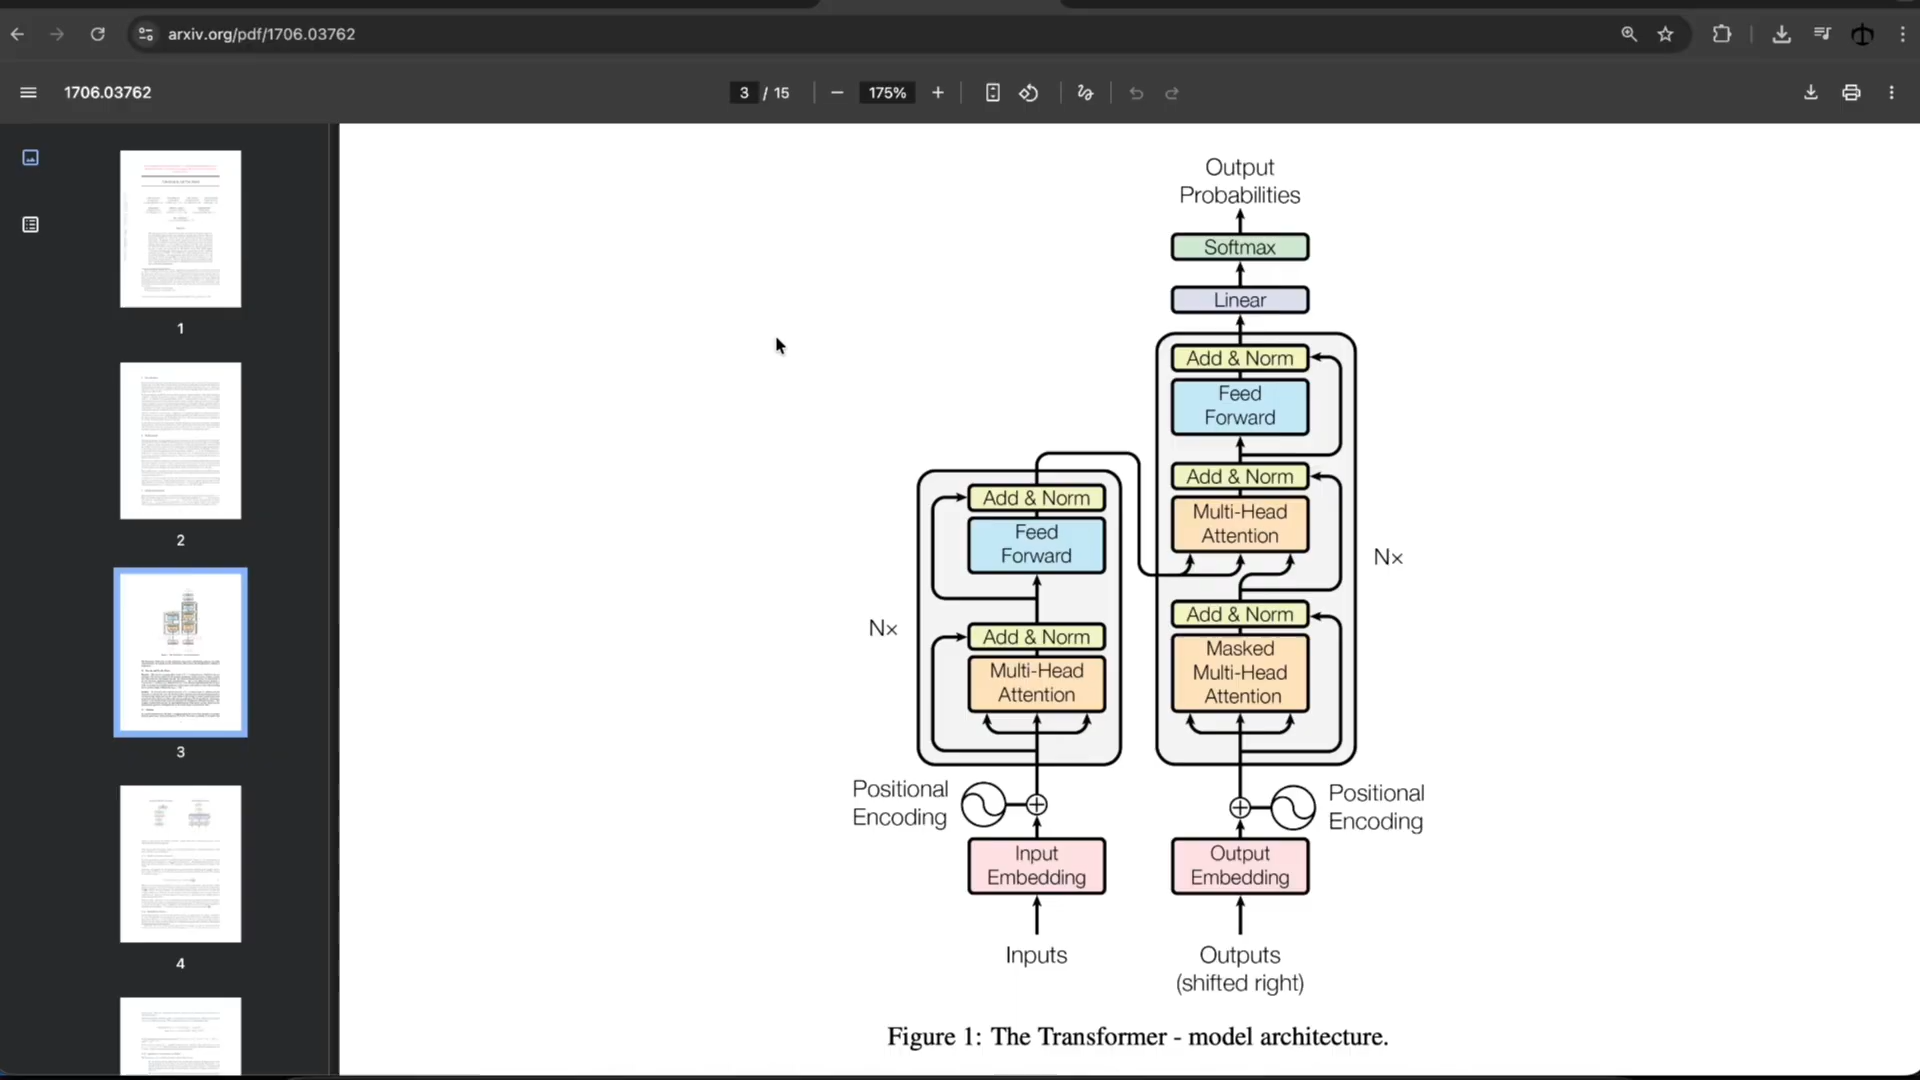 arxiv.org/pdf/1706.03762
1706.03762
3 / 15
175%
1
2
3
4
Output
Probabilities
Softmax
Linear
Add & Norm
Feed
Forward
Add & Norm
Multi-Head
Attention
Nx
Add & Norm
Masked
Multi-Head
Attention
Add & Norm
Feed
Forward
Nx
Add & Norm
Multi-Head
Attention
Positional
Encoding
Positional
Encoding
Input
Embedding
Output
Embedding
Inputs
Outputs
(shifted right)
Figure 1: The Transformer - model architecture.